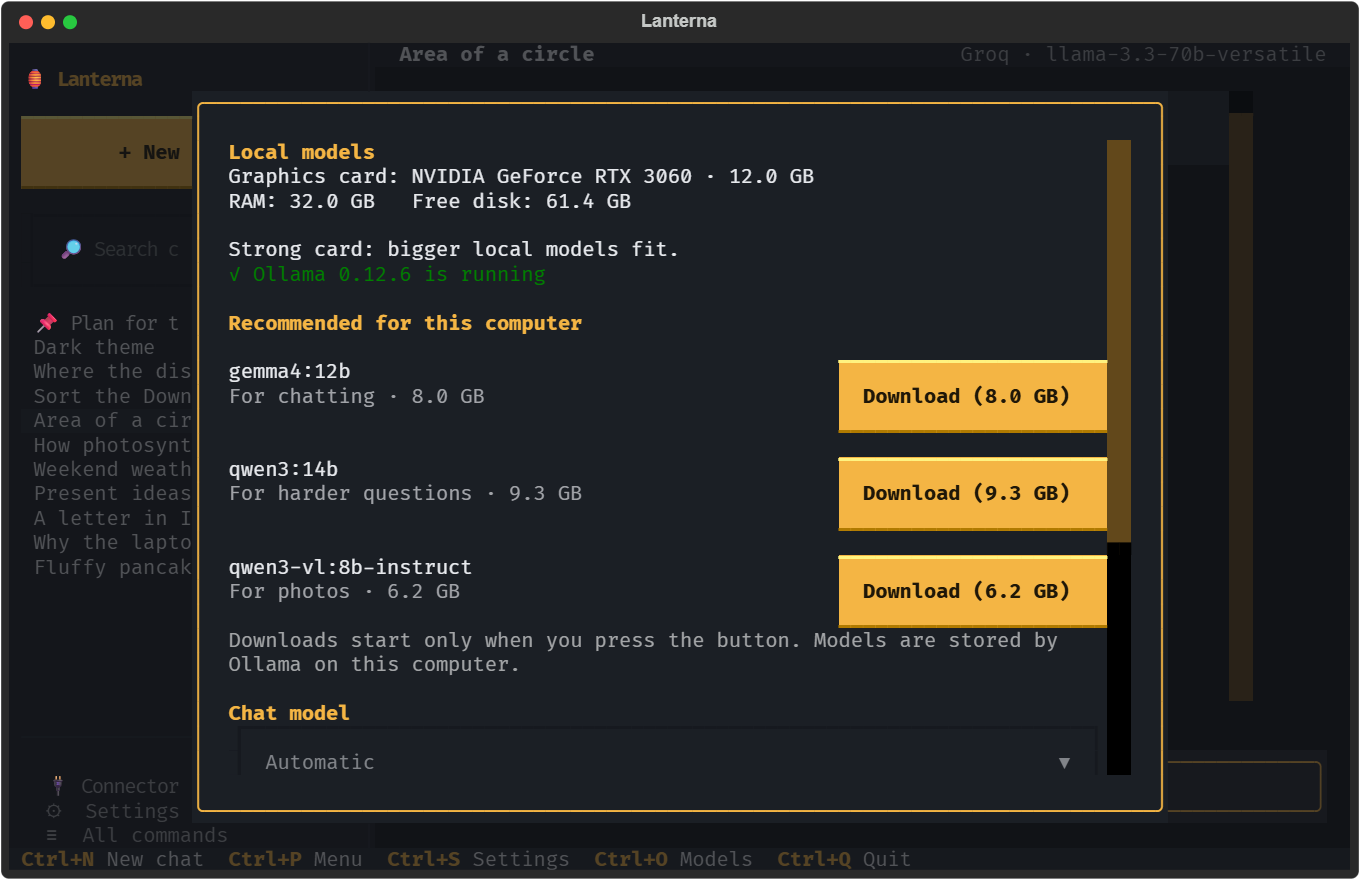 Lanterna
Area of a circle
Groq · llama-3.3-70b-versatile
Lanterna
+ New
Search c
Plan for t
Dark theme
Where the dis
Sort the Down
Area of a cir
How photosynt
Weekend weath
Present ideas
A letter in I
Why the lapto
Fluffy pancak
Connector
Settings
All commands
Local models
Graphics card: NVIDIA GeForce RTX 3060 · 12.0 GB
RAM: 32.0 GB   Free disk: 61.4 GB
Strong card: bigger local models fit.
√ Ollama 0.12.6 is running
Recommended for this computer
gemma4:12b
For chatting · 8.0 GB
Download (8.0 GB)
qwen3:14b
For harder questions · 9.3 GB
Download (9.3 GB)
qwen3-vl:8b-instruct
For photos · 6.2 GB
Download (6.2 GB)
Downloads start only when you press the button. Models are stored by
Ollama on this computer.
Chat model
Automatic ▼
Ctrl+N New chat  Ctrl+P Menu  Ctrl+S Settings  Ctrl+O Models  Ctrl+Q Quit